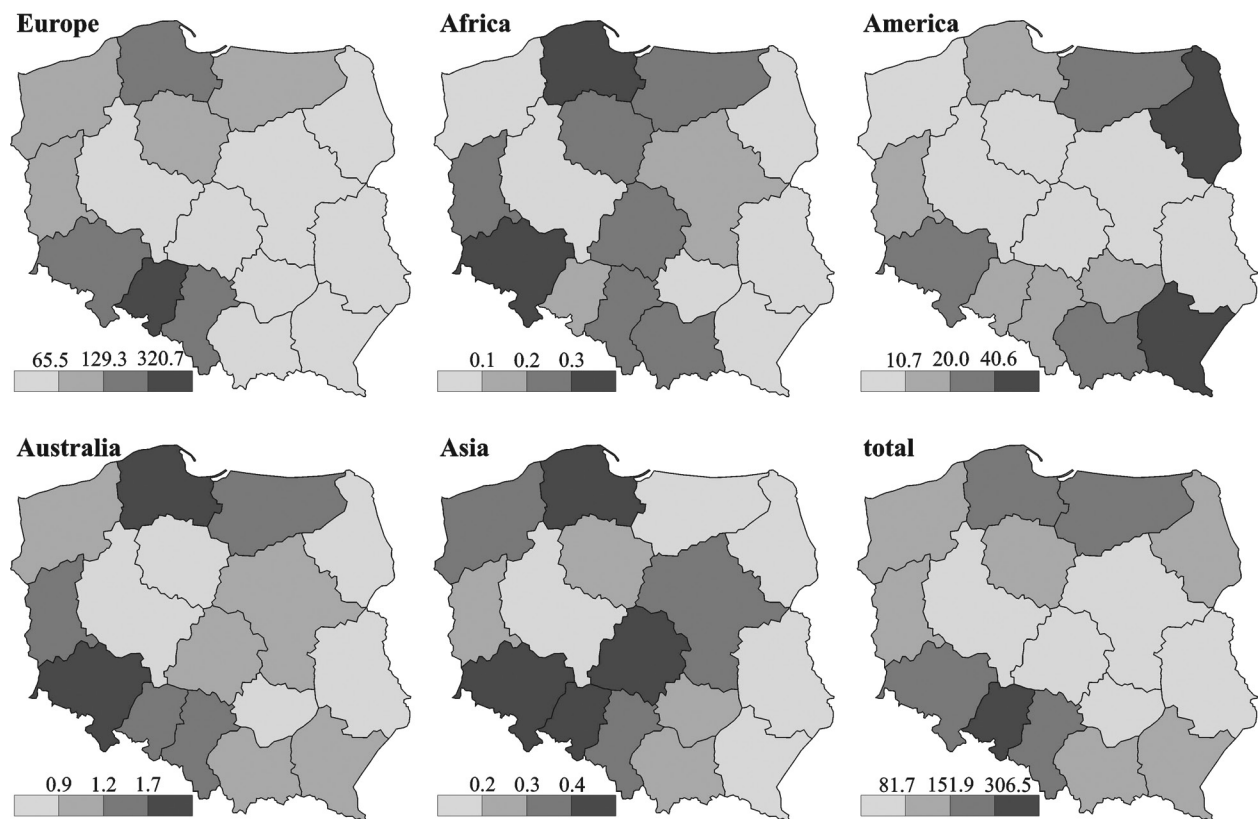 Europe
65.5 129.3 320.7
Africa
0.1 0.2 0.3
America
10.7 20.0 40.6
Australia
0.9 1.2 1.7
Asia
0.2 0.3 0.4
total
81.7 151.9 306.5